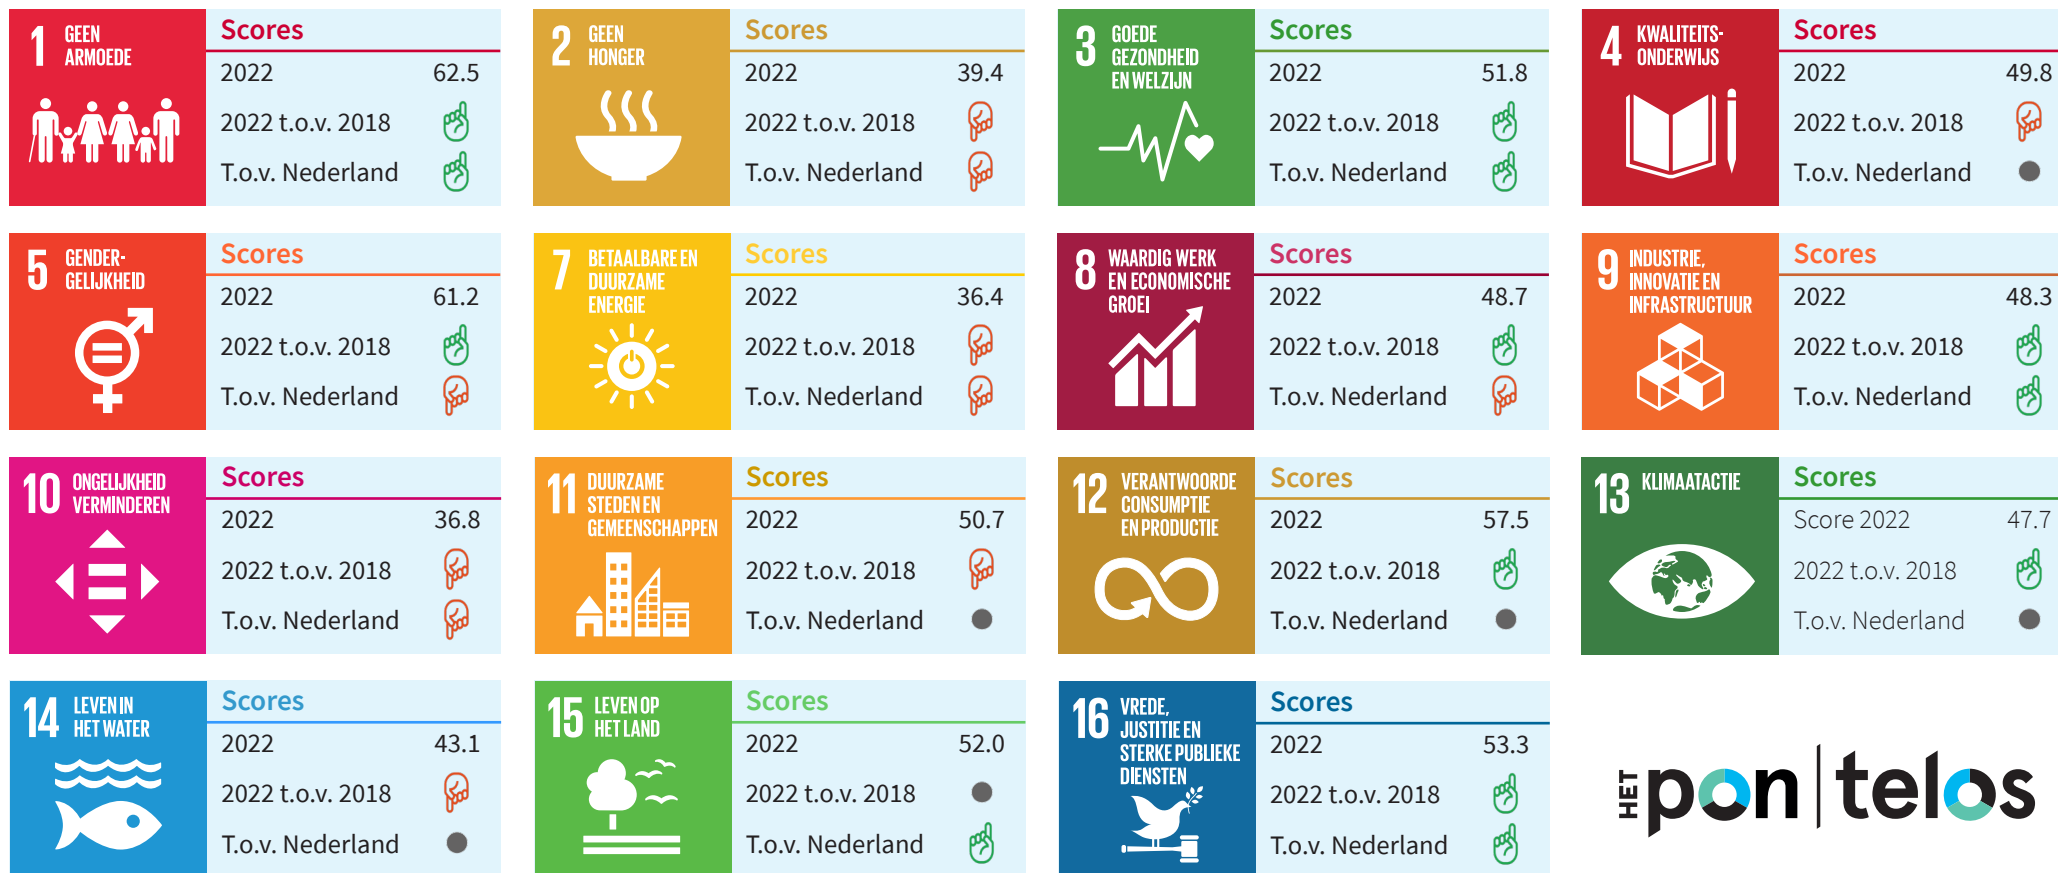 1 GEEN
ARMOEDE
Scores
2022 62.5
2022 t.o.v. 2018
T.o.v. Nederland
2 GEEN
HONGER
Scores
2022 39.4
2022 t.o.v. 2018
T.o.v. Nederland
3 GOEDE
GEZONDHEID
EN WELZIJN
Scores
2022 51.8
2022 t.o.v. 2018
T.o.v. Nederland
4 KWALITEITS-
ONDERWIJS
Scores
2022 49.8
2022 t.o.v. 2018
T.o.v. Nederland
5 GENDER-
GELIJKHEID
Scores
2022 61.2
2022 t.o.v. 2018
T.o.v. Nederland
7 BETAALBARE EN
DUURZAME
ENERGIE
Scores
2022 36.4
2022 t.o.v. 2018
T.o.v. Nederland
8 WAARDIG WERK
EN ECONOMISCHE
GROEI
Scores
2022 48.7
2022 t.o.v. 2018
T.o.v. Nederland
9 INDUSTRIE,
INNOVATIE EN
INFRASTRUCTUUR
Scores
2022 48.3
2022 t.o.v. 2018
T.o.v. Nederland
10 ONGELIJKHEID
VERMINDEREN
Scores
2022 36.8
2022 t.o.v. 2018
T.o.v. Nederland
11 DUURZAME
STEDEN EN
GEMEENSCHAPPEN
Scores
2022 50.7
2022 t.o.v. 2018
T.o.v. Nederland
12 VERANTWOORDE
CONSUMPTIE
EN PRODUCTIE
Scores
2022 57.5
2022 t.o.v. 2018
T.o.v. Nederland
13 KLIMAATACTIE
Scores
Score 2022 47.7
2022 t.o.v. 2018
T.o.v. Nederland
14 LEVEN IN
HET WATER
Scores
2022 43.1
2022 t.o.v. 2018
T.o.v. Nederland
15 LEVEN OP
HET LAND
Scores
2022 52.0
2022 t.o.v. 2018
T.o.v. Nederland
16 VREDE,
JUSTITIE EN
STERKE PUBLIEKE
DIENSTEN
Scores
2022 53.3
2022 t.o.v. 2018
T.o.v. Nederland
HET pon | telos